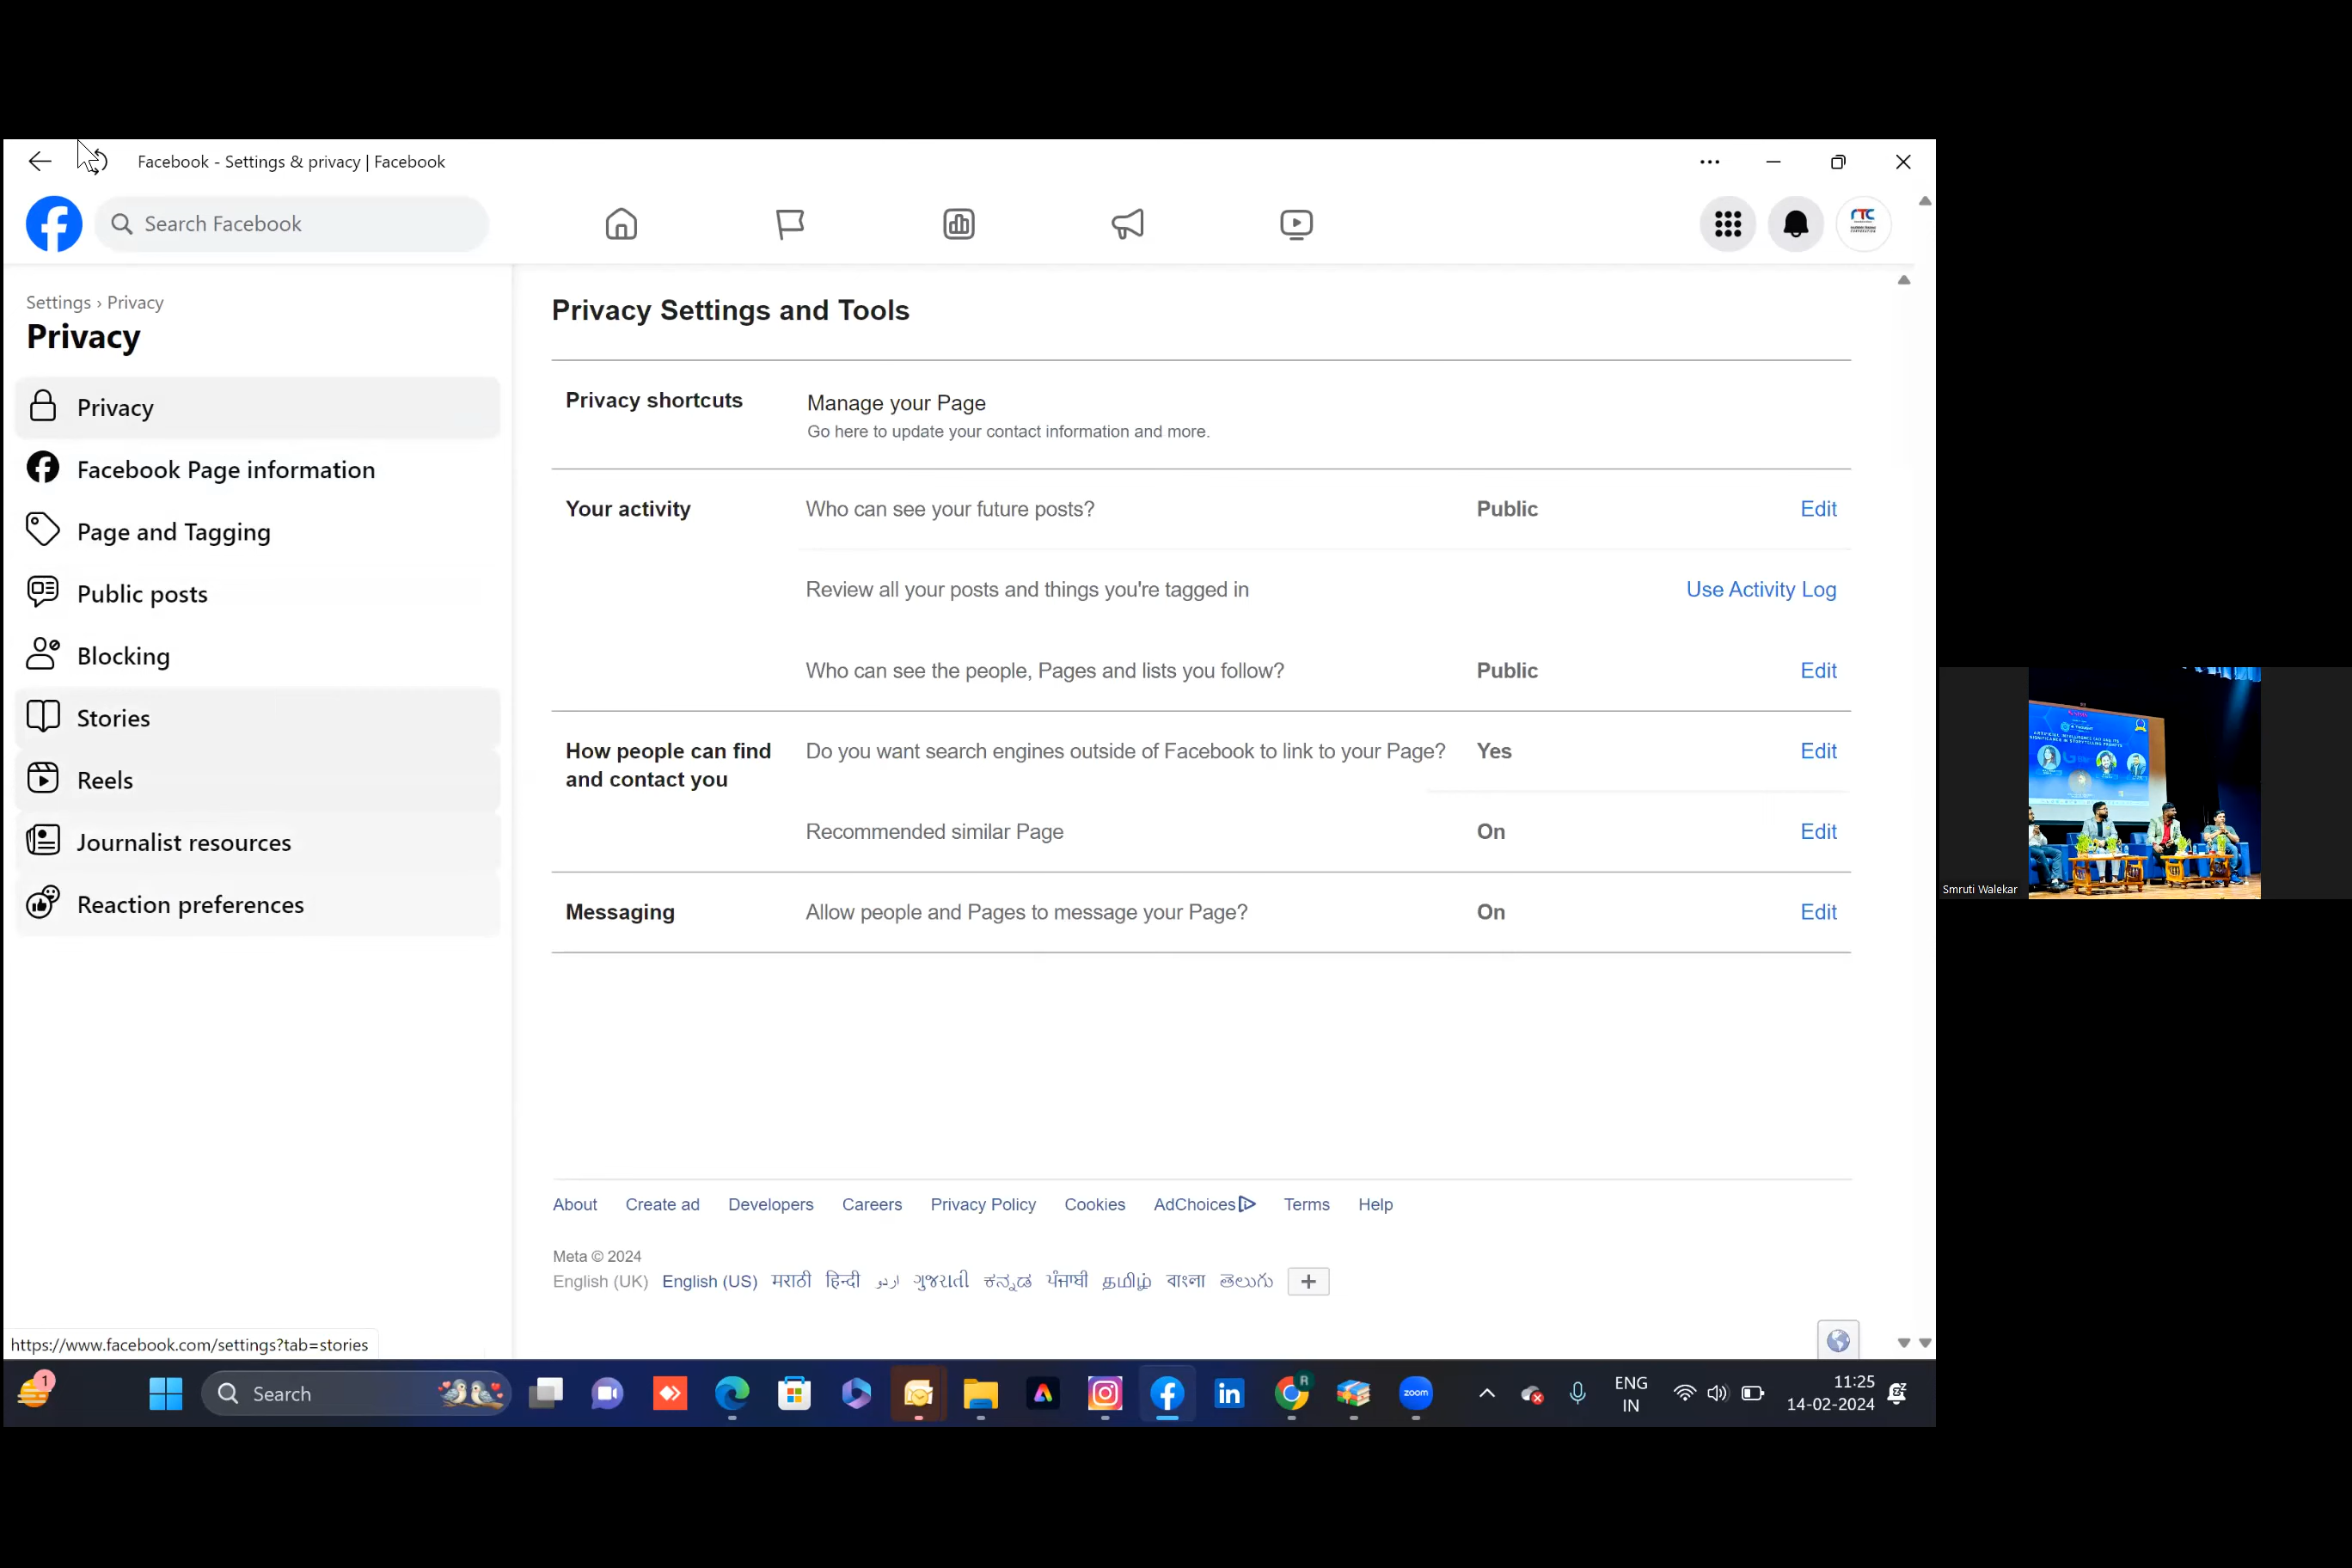 Facebook - Settings & privacy | Facebook
Search Facebook
Settings › Privacy
Privacy
Privacy
Facebook Page information
Page and Tagging
Public posts
Blocking
Stories
Reels
Journalist resources
Reaction preferences
Privacy Settings and Tools
Privacy shortcuts
Manage your Page
Go here to update your contact information and more.
Your activity
Who can see your future posts?
Public
Edit
Review all your posts and things you're tagged in
Use Activity Log
Who can see the people, Pages and lists you follow?
Public
Edit
How people can find
and contact you
Do you want search engines outside of Facebook to link to your Page?
Yes
Edit
Recommended similar Page
On
Edit
Messaging
Allow people and Pages to message your Page?
On
Edit
About Create ad Developers Careers Privacy Policy Cookies AdChoices Terms Help
Meta © 2024
English (UK) English (US) मराठी हिन्दी اردو ગુજરાતી ಕನ್ನಡ ਪੰਜਾਬੀ தமிழ் বাংলা తెలుగు
https://www.facebook.com/settings?tab=stories
1
Search
zoom
R
ENG
IN
11:25
14-02-2024
Smruti Walekar